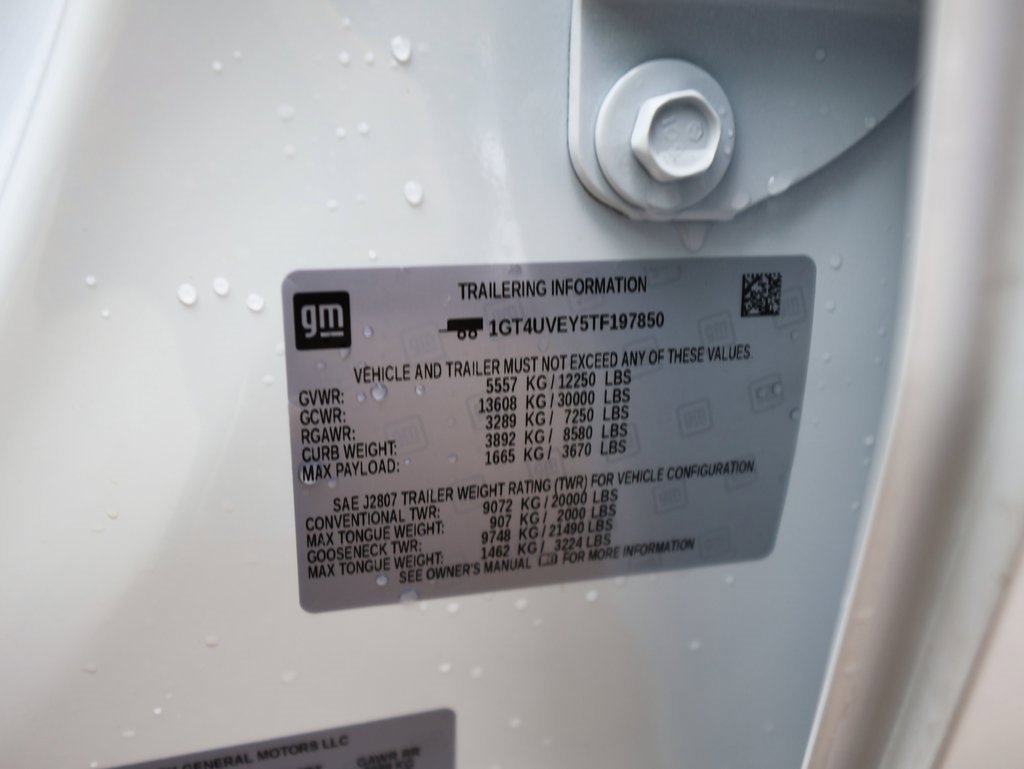 gm
TRAILERING INFORMATION
1GT4UVEY5TF197850
VEHICLE AND TRAILER MUST NOT EXCEED ANY OF THESE VALUES.
GVWR: 5557 KG / 12250 LBS
GCWR: 13608 KG / 30000 LBS
RGAWR: 3289 KG / 7250 LBS
CURB WEIGHT: 3892 KG / 8580 LBS
MAX PAYLOAD: 1665 KG / 3670 LBS
SAE J2807 TRAILER WEIGHT RATING (TWR) FOR VEHICLE CONFIGURATION.
CONVENTIONAL TWR: 9072 KG / 20000 LBS
MAX TONGUE WEIGHT: 907 KG / 2000 LBS
GOOSENECK TWR: 9748 KG / 21490 LBS
MAX TONGUE WEIGHT: 1462 KG / 3224 LBS
SEE OWNER'S MANUAL FOR MORE INFORMATION
GENERAL MOTORS LLC
GAWR RR